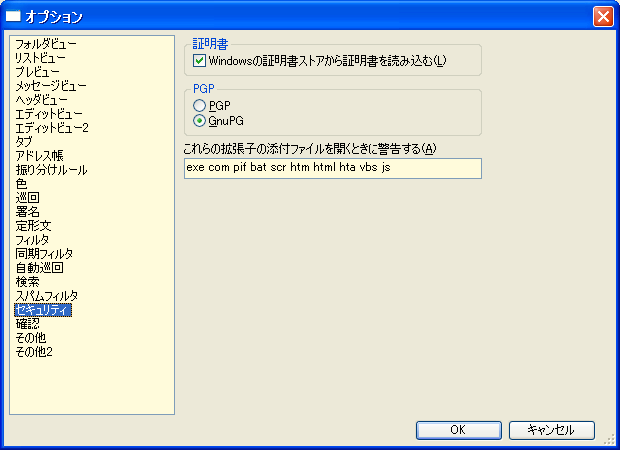 オプション
フォルダビュー
リストビュー
プレビュー
メッセージビュー
ヘッダビュー
エディットビュー
エディットビュー2
タブ
アドレス帳
振り分けルール
色
巡回
署名
定形文
フィルタ
同期フィルタ
自動巡回
検索
スパムフィルタ
セキュリティ
確認
その他
その他2
証明書
Windowsの証明書ストアから証明書を読み込む(L)
PGP
PGP
GnuPG
これらの拡張子の添付ファイルを開くときに警告する(A)
exe com pif bat scr htm html hta vbs js
OK
キャンセル